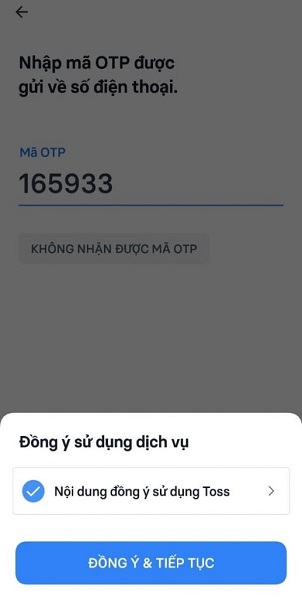 Nhập mã OTP được
gửi về số điện thoại.
Mã OTP
165933
KHÔNG NHẬN ĐƯỢC MÃ OTP
Đồng ý sử dụng dịch vụ
Nội dung đồng ý sử dụng Toss
ĐỒNG Ý & TIẾP TỤC